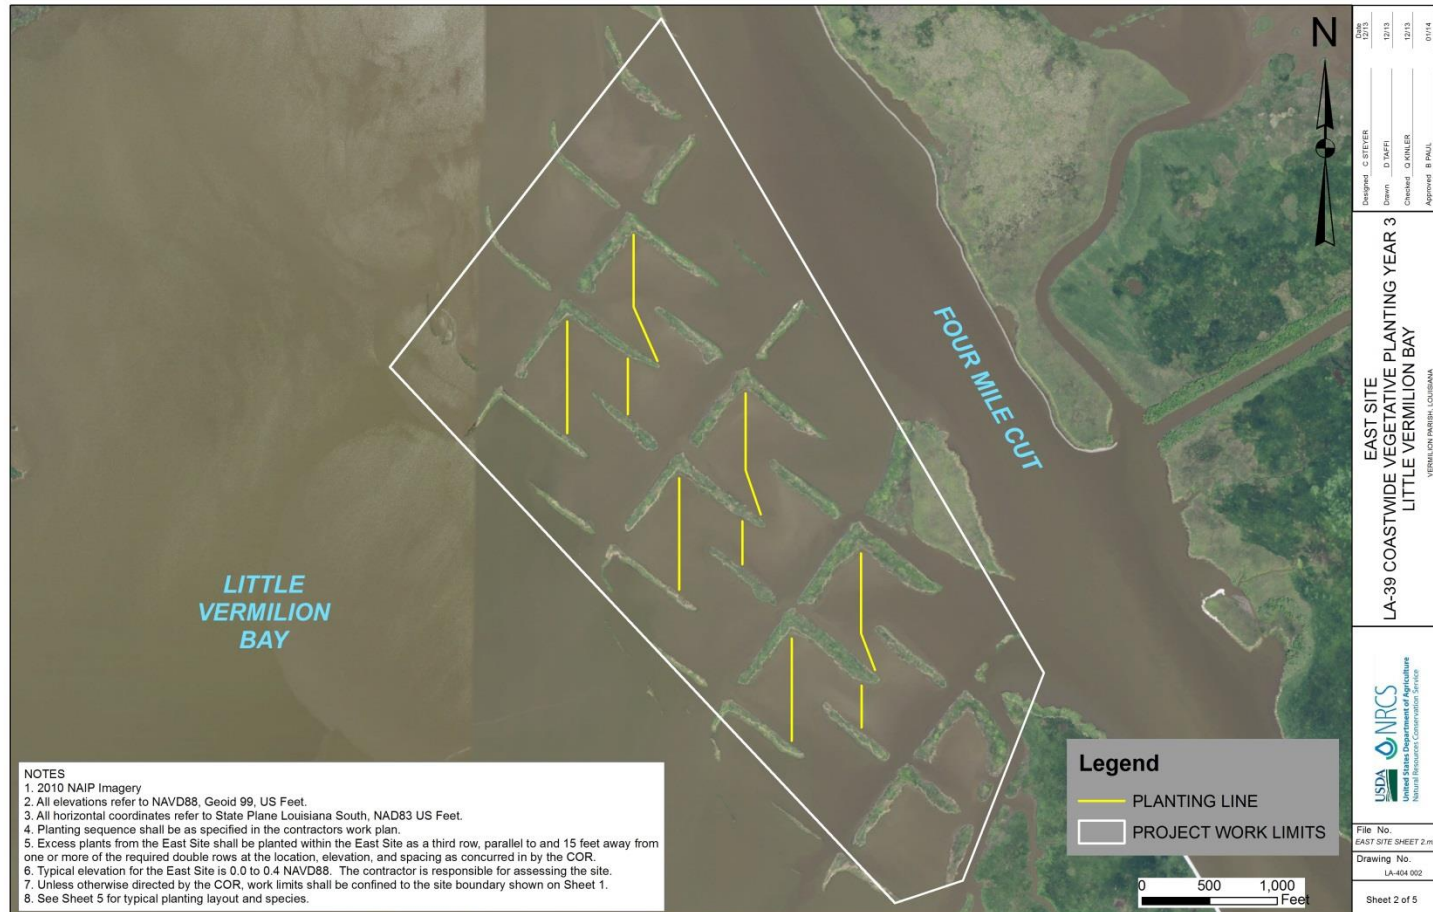 N
FOUR MILE CUT
LITTLE
VERMILION
BAY
NOTES
1. 2010 NAIP Imagery
2. All elevations refer to NAVD88, Geoid 99, US Feet.
3. All horizontal coordinates refer to State Plane Louisiana South, NAD83 US Feet.
4. Planting sequence shall be as specified in the contractors work plan.
5. Excess plants from the East Site shall be planted within the East Site as a third row, parallel to and 15 feet away from
one or more of the required double rows at the location, elevation, and spacing as concurred in by the COR.
6. Typical elevation for the East Site is 0.0 to 0.4 NAVD88. The contractor is responsible for assessing the site.
7. Unless otherwise directed by the COR, work limits shall be confined to the site boundary shown on Sheet 1.
8. See Sheet 5 for typical planting layout and species.
Legend
PLANTING LINE
PROJECT WORK LIMITS
0 500 1,000
Feet
Date
Designed C STEYER 12/13
Drawn D TAFFI 12/13
Checked Q KINLER 12/13
Approved B PAUL 01/14
EAST SITE
LA-39 COASTWIDE VEGETATIVE PLANTING YEAR 3
LITTLE VERMILION BAY
VERMILION PARISH, LOUISIANA
USDA NRCS
United States Department of Agriculture
Natural Resources Conservation Service
File No.
EAST SITE SHEET 2.m
Drawing No.
LA-404 002
Sheet 2 of 5